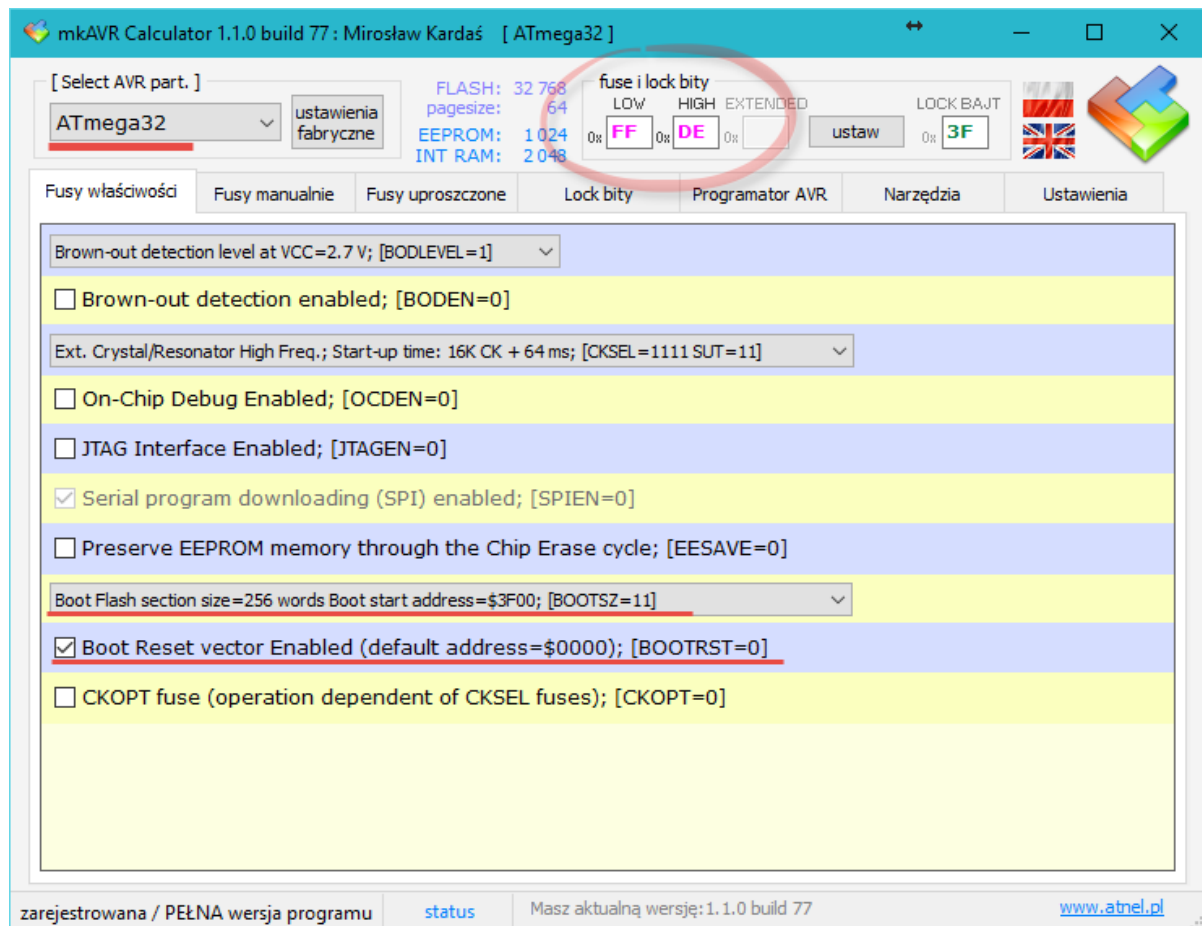 mkAVR Calculator 1.1.0 build 77 : Mirosław Kardaś [ ATmega32 ]
[ Select AVR part. ]
ATmega32
ustawienia
fabryczne
FLASH: 32 768
pagesize: 64
EEPROM: 1 024
INT RAM: 2 048
fuse i lock bity
LOW HIGH EXTENDED LOCK BAJT
0x FF 0x DE 0x ustaw 0x 3F
Fusy właściwości Fusy manualnie Fusy uproszczone Lock bity Programator AVR Narzędzia Ustawienia
Brown-out detection level at VCC=2.7 V; [BODLEVEL=1]
Brown-out detection enabled; [BODEN=0]
Ext. Crystal/Resonator High Freq.; Start-up time: 16K CK + 64 ms; [CKSEL=1111 SUT=11]
On-Chip Debug Enabled; [OCDEN=0]
JTAG Interface Enabled; [JTAGEN=0]
Serial program downloading (SPI) enabled; [SPIEN=0]
Preserve EEPROM memory through the Chip Erase cycle; [EESAVE=0]
Boot Flash section size=256 words Boot start address=$3F00; [BOOTSZ=11]
Boot Reset vector Enabled (default address=$0000); [BOOTRST=0]
CKOPT fuse (operation dependent of CKSEL fuses); [CKOPT=0]
zarejestrowana / PEŁNA wersja programu status Masz aktualną wersję:1.1.0 build 77 www.atnel.pl